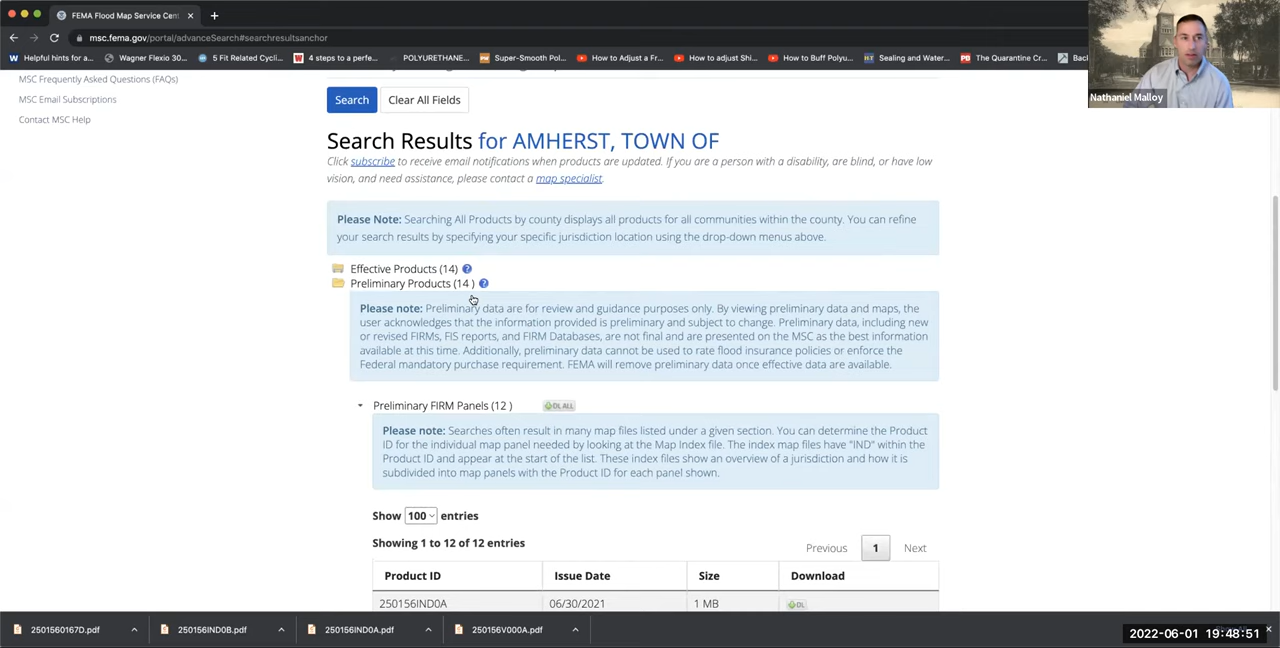 FEMA Flood Map Service Cent
msc.fema.gov/portal/advanceSearch#searchresultsanchor
Helpful hints for a... Wagner Flexio 30... 5 Fit Related Cycli... 4 steps to a perfe... POLYURETHANE... Super-Smooth Pol... How to Adjust a Fr... How to adjust Shi... How to Buff Polyu... Sealing and Water... The Quarantine Cr... Back
Nathaniel Malloy
MSC Frequently Asked Questions (FAQs)
MSC Email Subscriptions
Contact MSC Help
Search Clear All Fields
Search Results for AMHERST, TOWN OF
Click subscribe to receive email notifications when products are updated. If you are a person with a disability, are blind, or have low
vision, and need assistance, please contact a map specialist.
Please Note: Searching All Products by county displays all products for all communities within the county. You can refine
your search results by specifying your specific jurisdiction location using the drop-down menus above.
Effective Products (14) ?
Preliminary Products (14 ) ?
Please note: Preliminary data are for review and guidance purposes only. By viewing preliminary data and maps, the
user acknowledges that the information provided is preliminary and subject to change. Preliminary data, including new
or revised FIRMs, FIS reports, and FIRM Databases, are not final and are presented on the MSC as the best information
available at this time. Additionally, preliminary data cannot be used to rate flood insurance policies or enforce the
Federal mandatory purchase requirement. FEMA will remove preliminary data once effective data are available.
Preliminary FIRM Panels (12 ) DL ALL
Please note: Searches often result in many map files listed under a given section. You can determine the Product
ID for the individual map panel needed by looking at the Map Index file. The index map files have "IND" within the
Product ID and appear at the start of the list. These index files show an overview of a jurisdiction and how it is
subdivided into map panels with the Product ID for each panel shown.
Show 100 entries
Showing 1 to 12 of 12 entries
Previous 1 Next
Product ID Issue Date Size Download
250156IND0A 06/30/2021 1 MB DL
2501560167D.pdf 250156IND0B.pdf 250156IND0A.pdf 250156V000A.pdf
2022-06-01 19:48:51